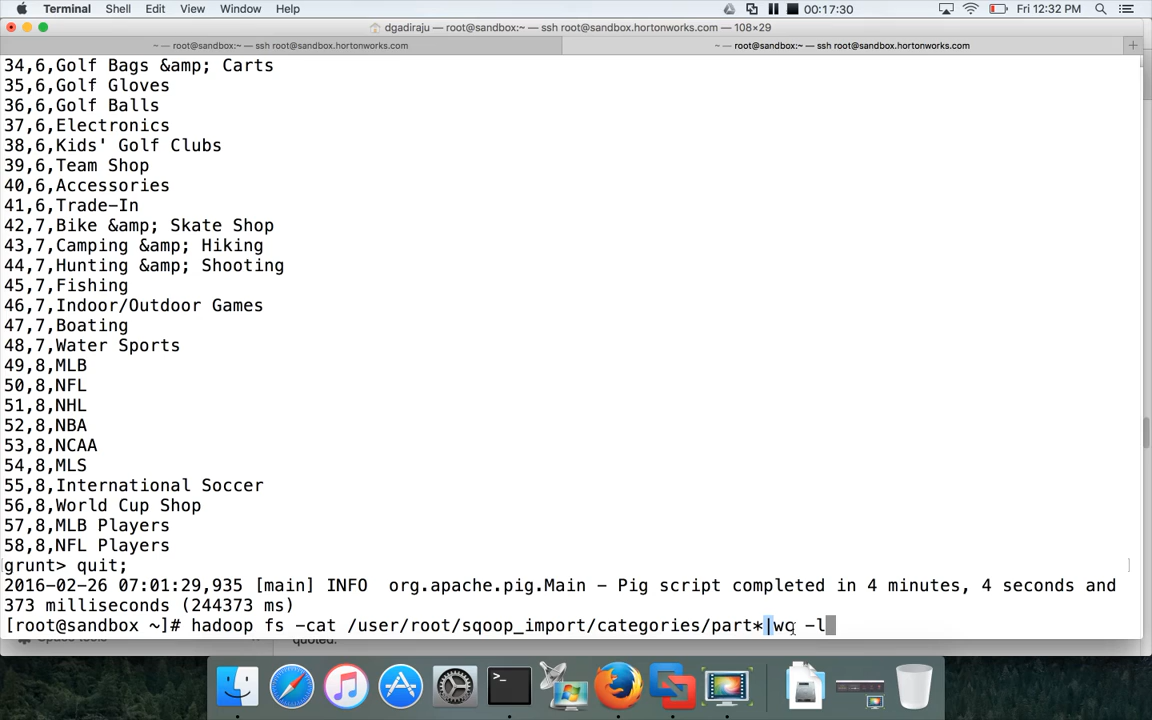 Terminal Shell Edit View Window Help 00:17:30 Fri 12:32 PM
dgadiraju — root@sandbox:~ — ssh root@sandbox.hortonworks.com — 108×29
~ — root@sandbox:~ — ssh root@sandbox.hortonworks.com
~ — root@sandbox:~ — ssh root@sandbox.hortonworks.com
34,6,Golf Bags &amp; Carts
35,6,Golf Gloves
36,6,Golf Balls
37,6,Electronics
38,6,Kids' Golf Clubs
39,6,Team Shop
40,6,Accessories
41,6,Trade-In
42,7,Bike &amp; Skate Shop
43,7,Camping &amp; Hiking
44,7,Hunting &amp; Shooting
45,7,Fishing
46,7,Indoor/Outdoor Games
47,7,Boating
48,7,Water Sports
49,8,MLB
50,8,NFL
51,8,NHL
52,8,NBA
53,8,NCAA
54,8,MLS
55,8,International Soccer
56,8,World Cup Shop
57,8,MLB Players
58,8,NFL Players
grunt> quit;
2016-02-26 07:01:29,935 [main] INFO  org.apache.pig.Main - Pig script completed in 4 minutes, 4 seconds and
373 milliseconds (244373 ms)
[root@sandbox ~]# hadoop fs -cat /user/root/sqoop_import/categories/part*|wc -l